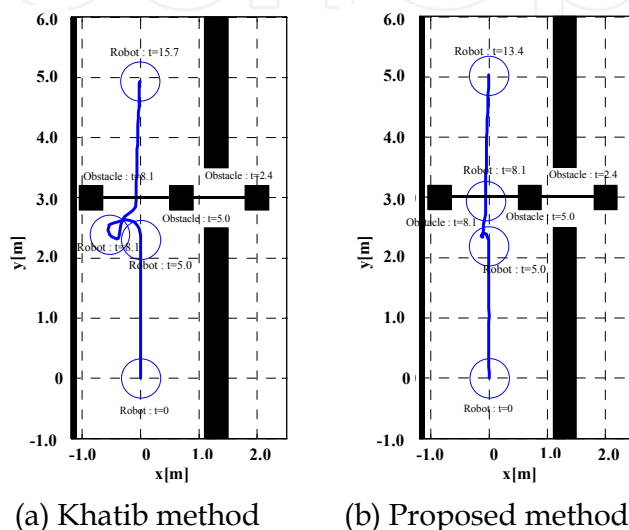 6.0
Robot : t=15.7
5.0
4.0
Obstacle : t=8.1
Obstacle : t=2.4
3.0
Obstacle : t=5.0
y[m]
Robot : t=8.1
2.0
Robot : t=5.0
1.0
0
Robot : t=0
-1.0
-1.0 0 1.0 2.0
x[m]
(a) Khatib method
6.0
Robot : t=13.4
5.0
4.0
Robot : t=8.1
Obstacle : t=2.4
3.0
Obstacle : t=8.1
Obstacle : t=5.0
y[m]
2.0
Robot : t=5.0
1.0
0
Robot : t=0
-1.0
-1.0 0 1.0 2.0
x[m]
(b) Proposed method